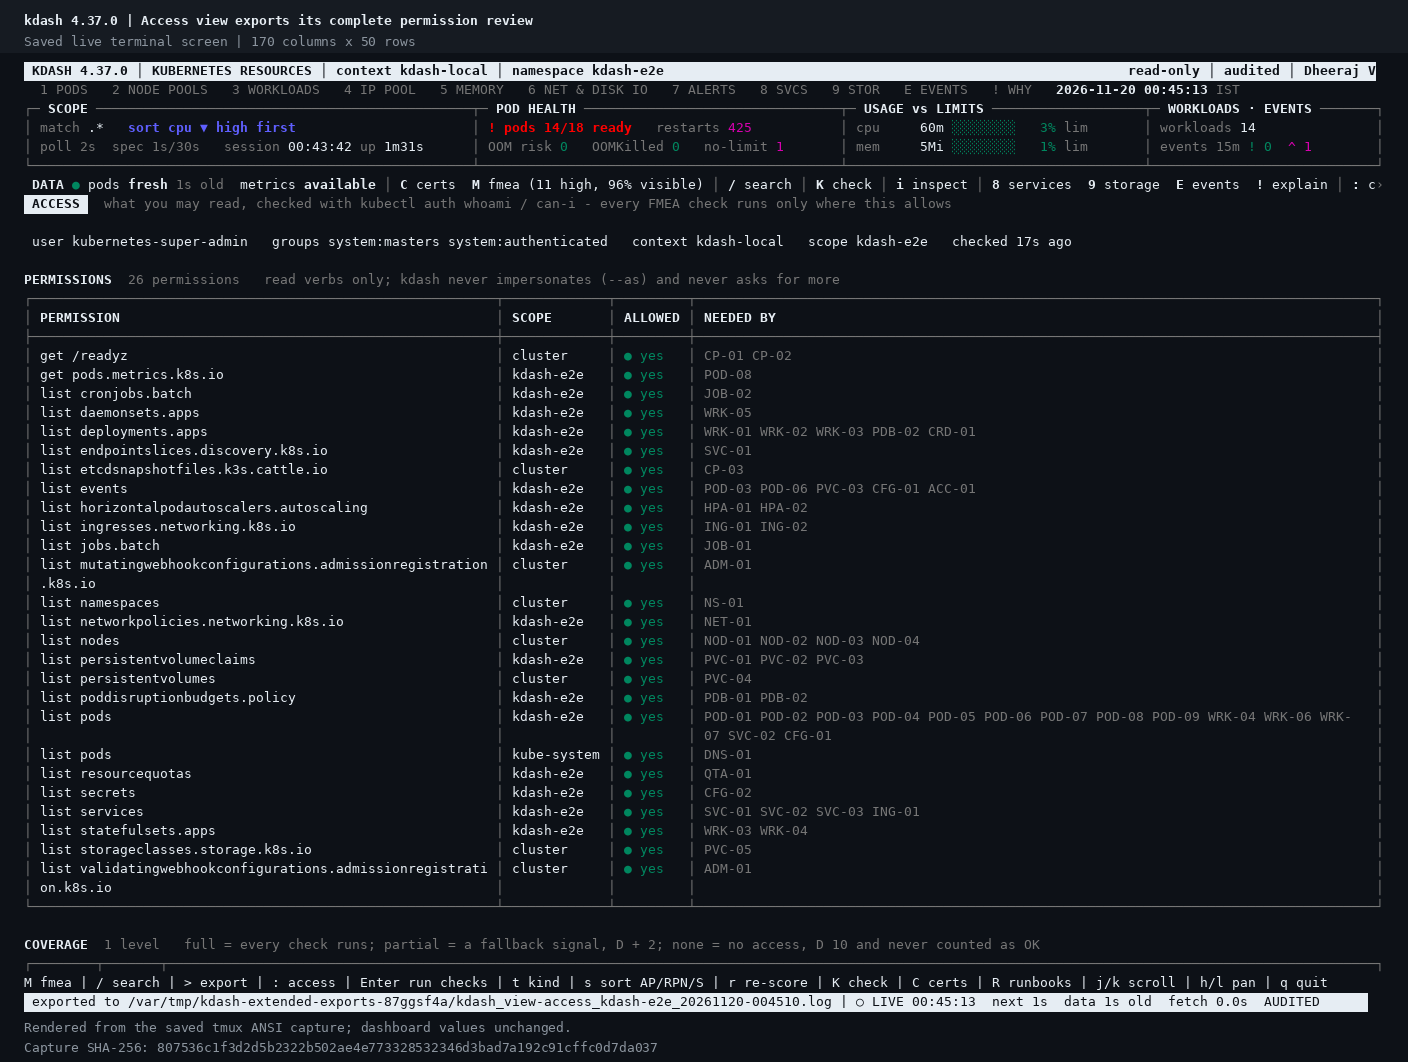 kdash 4.37.0 | Access view exports its complete permission review
Saved live terminal screen | 170 columns x 50 rows
KDASH 4.37.0 │ KUBERNETES RESOURCES │ context kdash-local │ namespace kdash-e2e read-only │ audited │ Dheeraj V
1 PODS 2 NODE POOLS 3 WORKLOADS 4 IP POOL 5 MEMORY 6 NET & DISK IO 7 ALERTS 8 SVCS 9 STOR E EVENTS ! WHY 2026-11-20 00:45:13 IST
SCOPE POD HEALTH USAGE vs LIMITS WORKLOADS · EVENTS
match .* sort cpu ▼ high first │ ! pods 14/18 ready restarts 425 │ cpu 60m ░░░░░░░░ 3% lim │ workloads 14
poll 2s spec 1s/30s session 00:43:42 up 1m31s │ OOM risk 0 OOMKilled 0 no-limit 1 │ mem 5Mi ░░░░░░░░ 1% lim │ events 15m ! 0 ^ 1
DATA ● pods fresh 1s old metrics available │ C certs M fmea (11 high, 96% visible) │ / search │ K check │ i inspect │ 8 services 9 storage E events ! explain │ : c›
ACCESS what you may read, checked with kubectl auth whoami / can-i - every FMEA check runs only where this allows
user kubernetes-super-admin groups system:masters system:authenticated context kdash-local scope kdash-e2e checked 17s ago
PERMISSIONS 26 permissions read verbs only; kdash never impersonates (--as) and never asks for more
PERMISSION │ SCOPE │ ALLOWED │ NEEDED BY
get /readyz │ cluster │ ● yes │ CP-01 CP-02
get pods.metrics.k8s.io │ kdash-e2e │ ● yes │ POD-08
list cronjobs.batch │ kdash-e2e │ ● yes │ JOB-02
list daemonsets.apps │ kdash-e2e │ ● yes │ WRK-05
list deployments.apps │ kdash-e2e │ ● yes │ WRK-01 WRK-02 WRK-03 PDB-02 CRD-01
list endpointslices.discovery.k8s.io │ kdash-e2e │ ● yes │ SVC-01
list etcdsnapshotfiles.k3s.cattle.io │ cluster │ ● yes │ CP-03
list events │ kdash-e2e │ ● yes │ POD-03 POD-06 PVC-03 CFG-01 ACC-01
list horizontalpodautoscalers.autoscaling │ kdash-e2e │ ● yes │ HPA-01 HPA-02
list ingresses.networking.k8s.io │ kdash-e2e │ ● yes │ ING-01 ING-02
list jobs.batch │ kdash-e2e │ ● yes │ JOB-01
list mutatingwebhookconfigurations.admissionregistration │ cluster │ ● yes │ ADM-01
.k8s.io
list namespaces │ cluster │ ● yes │ NS-01
list networkpolicies.networking.k8s.io │ kdash-e2e │ ● yes │ NET-01
list nodes │ cluster │ ● yes │ NOD-01 NOD-02 NOD-03 NOD-04
list persistentvolumeclaims │ kdash-e2e │ ● yes │ PVC-01 PVC-02 PVC-03
list persistentvolumes │ cluster │ ● yes │ PVC-04
list poddisruptionbudgets.policy │ kdash-e2e │ ● yes │ PDB-01 PDB-02
list pods │ kdash-e2e │ ● yes │ POD-01 POD-02 POD-03 POD-04 POD-05 POD-06 POD-07 POD-08 POD-09 WRK-04 WRK-06 WRK-
07 SVC-02 CFG-01
list pods │ kube-system │ ● yes │ DNS-01
list resourcequotas │ kdash-e2e │ ● yes │ QTA-01
list secrets │ kdash-e2e │ ● yes │ CFG-02
list services │ kdash-e2e │ ● yes │ SVC-01 SVC-02 SVC-03 ING-01
list statefulsets.apps │ kdash-e2e │ ● yes │ WRK-03 WRK-04
list storageclasses.storage.k8s.io │ cluster │ ● yes │ PVC-05
list validatingwebhookconfigurations.admissionregistrati │ cluster │ ● yes │ ADM-01
on.k8s.io
COVERAGE 1 level full = every check runs; partial = a fallback signal, D + 2; none = no access, D 10 and never counted as OK
M fmea | / search | > export | : access | Enter run checks | t kind | s sort AP/RPN/S | r re-score | K check | C certs | R runbooks | j/k scroll | h/l pan | q quit
exported to /var/tmp/kdash-extended-exports-87ggsf4a/kdash_view-access_kdash-e2e_20261120-004510.log | ○ LIVE 00:45:13 next 1s data 1s old fetch 0.0s AUDITED
Rendered from the saved tmux ANSI capture; dashboard values unchanged.
Capture SHA-256: 807536c1f3d2d5b2322b502ae4e773328532346d3bad7a192c91cffc0d7da037